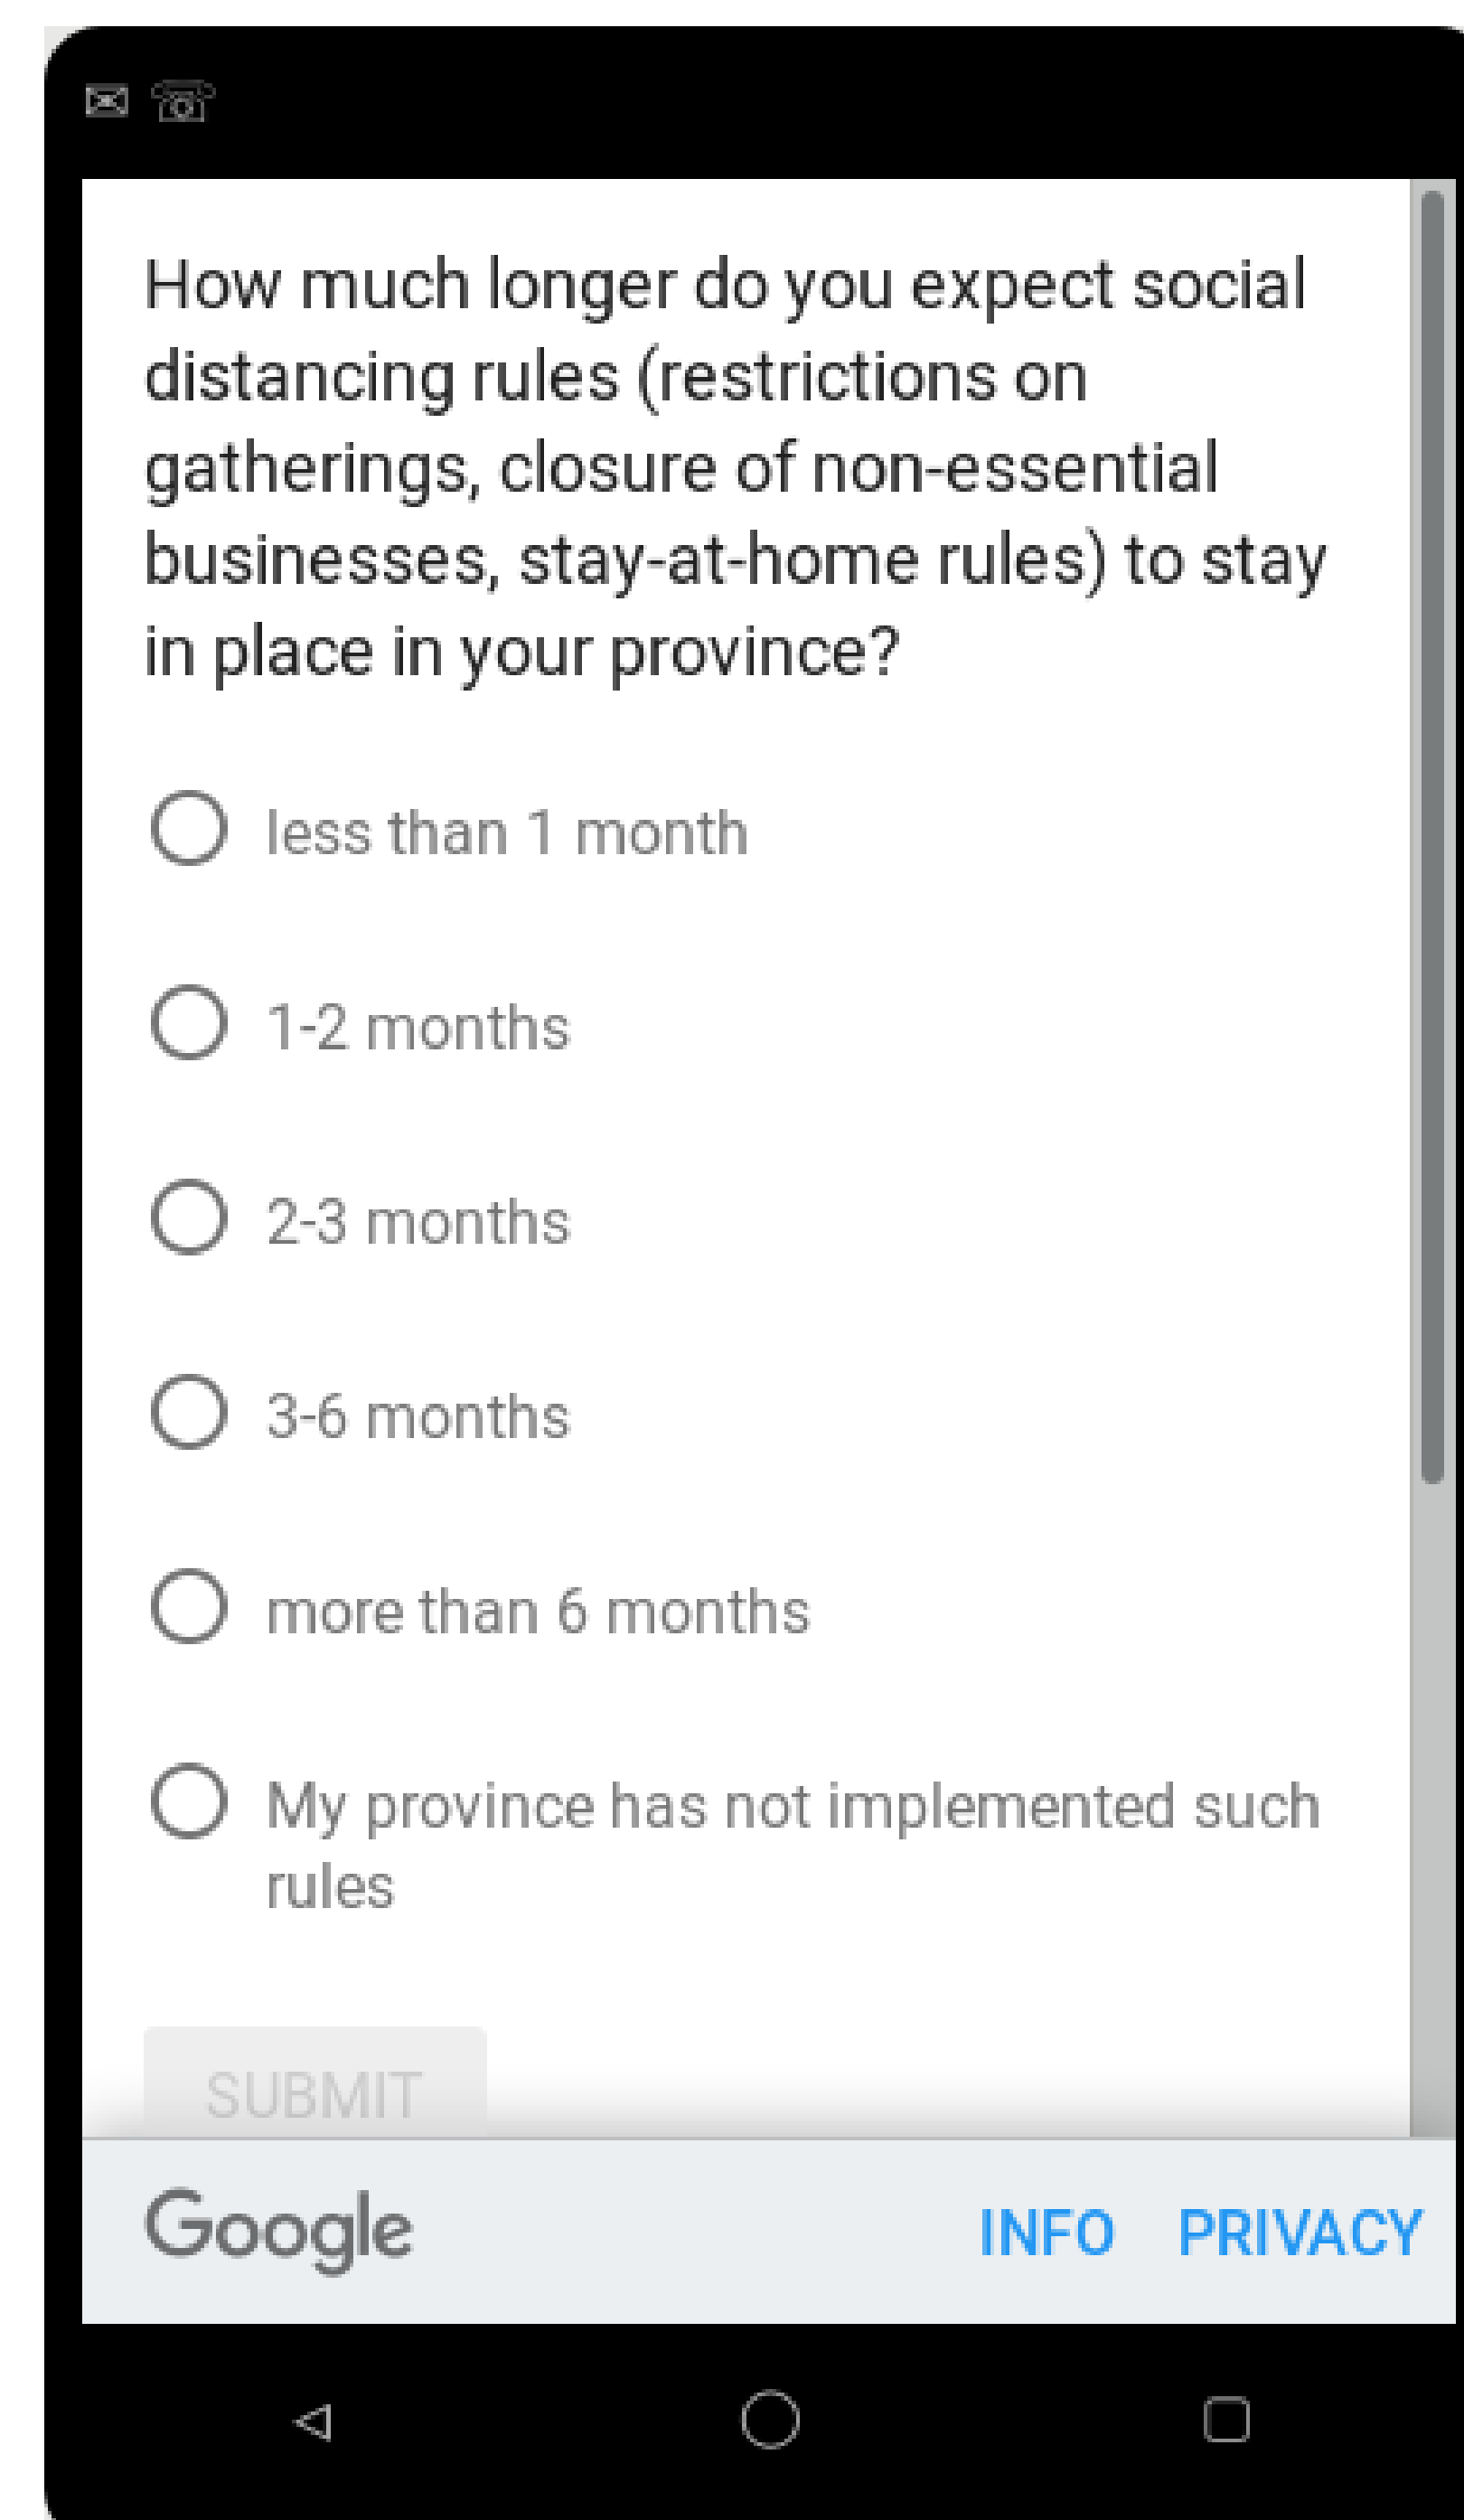 How much longer do you expect social
distancing rules (restrictions on
gatherings, closure of non-essential
businesses, stay-at-home rules) to stay
in place in your province?
less than 1 month
1-2 months
2-3 months
3-6 months
more than 6 months
My province has not implemented such
rules
SUBMIT
Google INFO PRIVACY